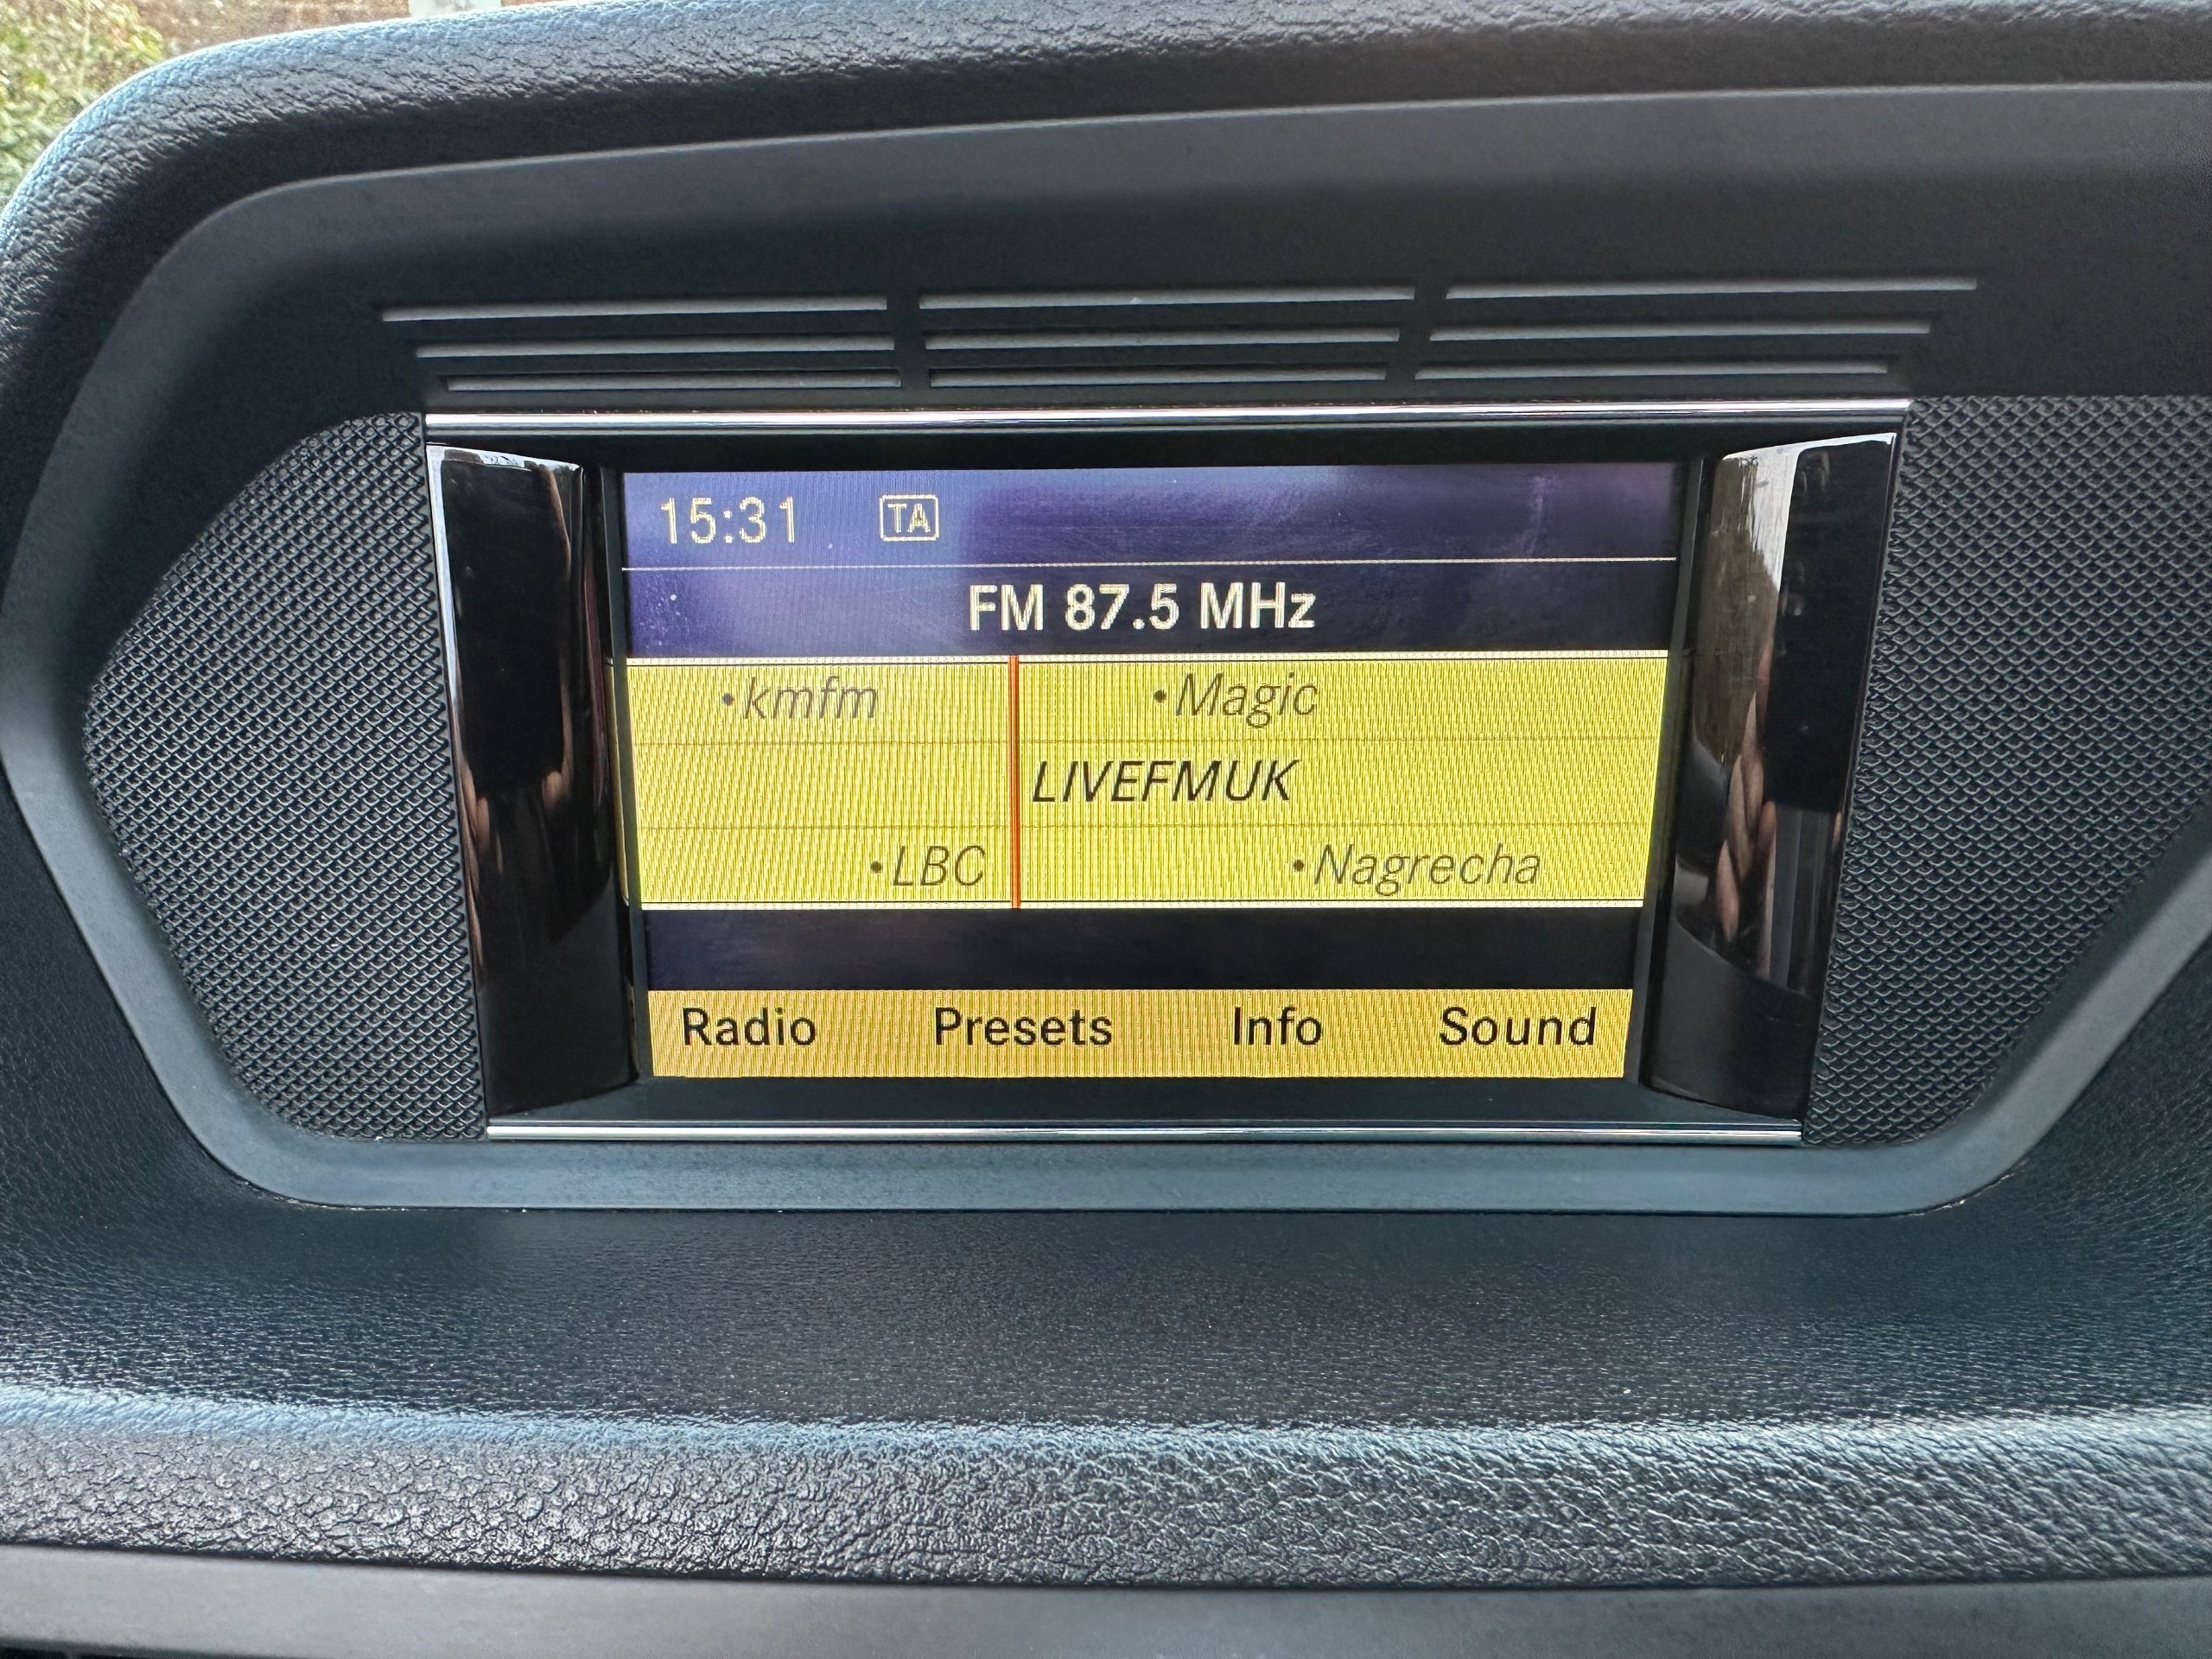 15:31 TA
FM 87.5 MHz
•kmfm •Magic
LIVEFMUK
•LBC •Nagrecha
Radio Presets Info Sound